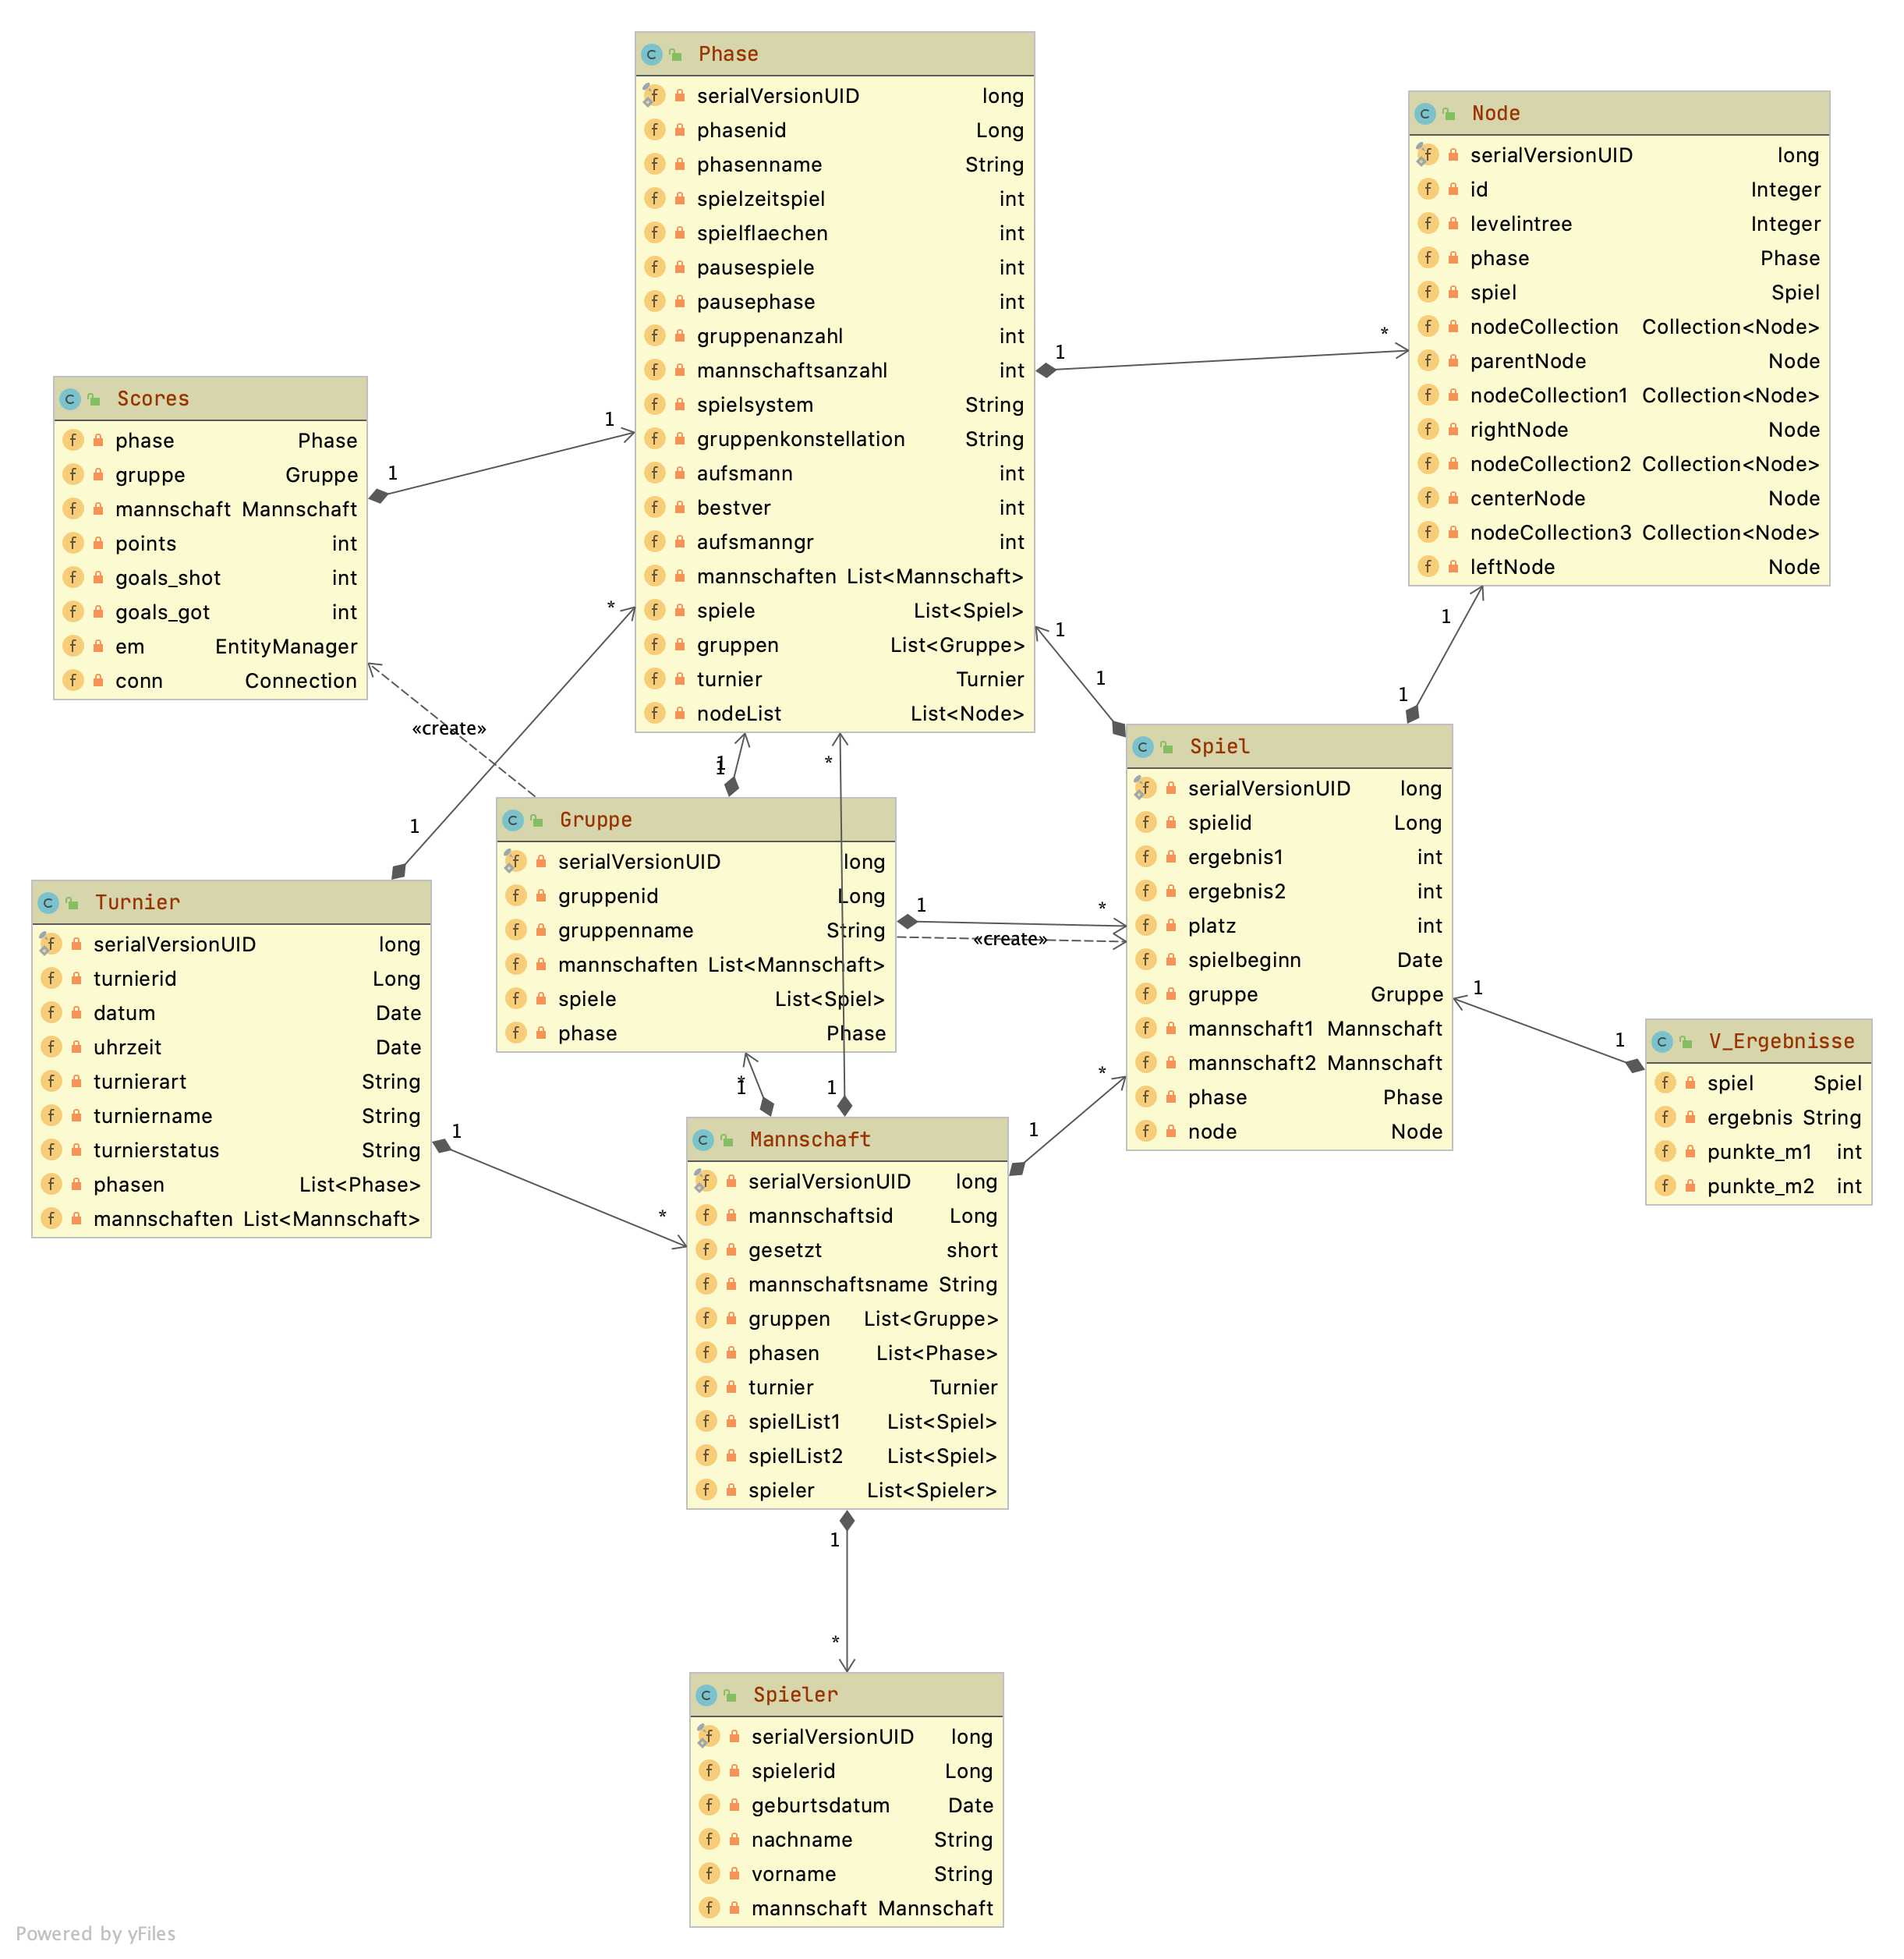 Phase
serialVersionUID long
phasenid Long
phasenname String
spielzeitspiel int
spielflaechen int
pausespiele int
pausephase int
gruppenanzahl int
mannschaftsanzahl int
spielsystem String
gruppenkonstellation String
aufsmann int
bestver int
aufsmanngr int
mannschaften List<Mannschaft>
spiele List<Spiel>
gruppen List<Gruppe>
turnier Turnier
nodeList List<Node>
Node
serialVersionUID long
id Integer
levelintree Integer
phase Phase
spiel Spiel
nodeCollection Collection<Node>
parentNode Node
nodeCollection1 Collection<Node>
rightNode Node
nodeCollection2 Collection<Node>
centerNode Node
nodeCollection3 Collection<Node>
leftNode Node
1 *
Scores
phase Phase
gruppe Gruppe
mannschaft Mannschaft
points int
goals_shot int
goals_got int
em EntityManager
conn Connection
1 1
«create»
1 *
1 1
1 1
1 1
1 *
Gruppe
serialVersionUID long
gruppenid Long
gruppenname String
mannschaften List<Mannschaft>
spiele List<Spiel>
phase Phase
1 *
«create»
Spiel
serialVersionUID long
spielid Long
ergebnis1 int
ergebnis2 int
platz int
spielbeginn Date
gruppe Gruppe
mannschaft1 Mannschaft
mannschaft2 Mannschaft
phase Phase
node Node
Turnier
serialVersionUID long
turnierid Long
datum Date
uhrzeit Date
turnierart String
turniername String
turnierstatus String
phasen List<Phase>
mannschaften List<Mannschaft>
1 *
1 1
V_Ergebnisse
spiel Spiel
ergebnis String
punkte_m1 int
punkte_m2 int
1 *
1 *
Mannschaft
serialVersionUID long
mannschaftsid Long
gesetzt short
mannschaftsname String
gruppen List<Gruppe>
phasen List<Phase>
turnier Turnier
spielList1 List<Spiel>
spielList2 List<Spiel>
spieler List<Spieler>
1
*
Spieler
serialVersionUID long
spielerid Long
geburtsdatum Date
nachname String
vorname String
mannschaft Mannschaft
Powered by yFiles